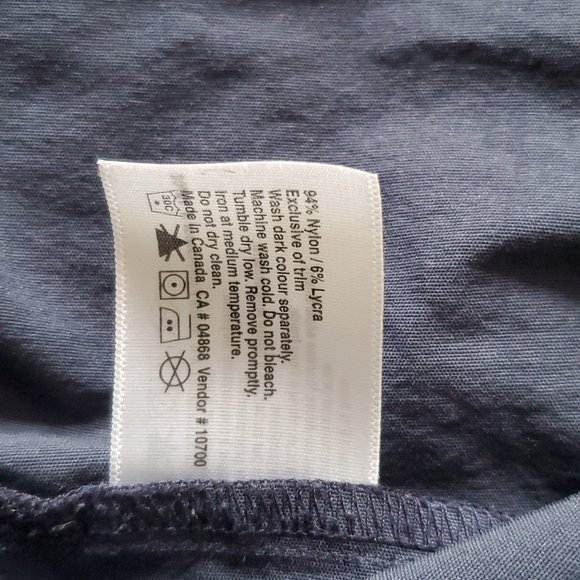 94% Nylon / 6% Lycra
Exclusive of trim
Wash dark colour separately.
Machine wash cold. Do not bleach.
Tumble dry low. Remove promptly.
Iron at medium temperature.
Do not dry clean.
Made in Canada CA # 04868 Vendor # 10700